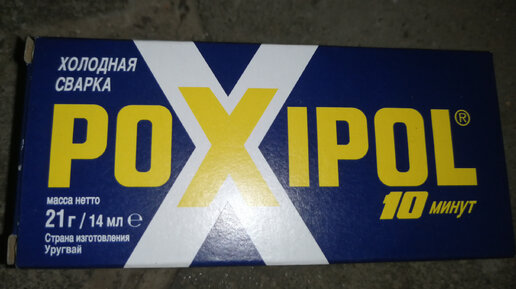 ХОЛОДНАЯ
СВАРКА
POXIPOL®
10 минут
масса нетто
21 г / 14 мл ℮
Страна изготовления
Уругвай